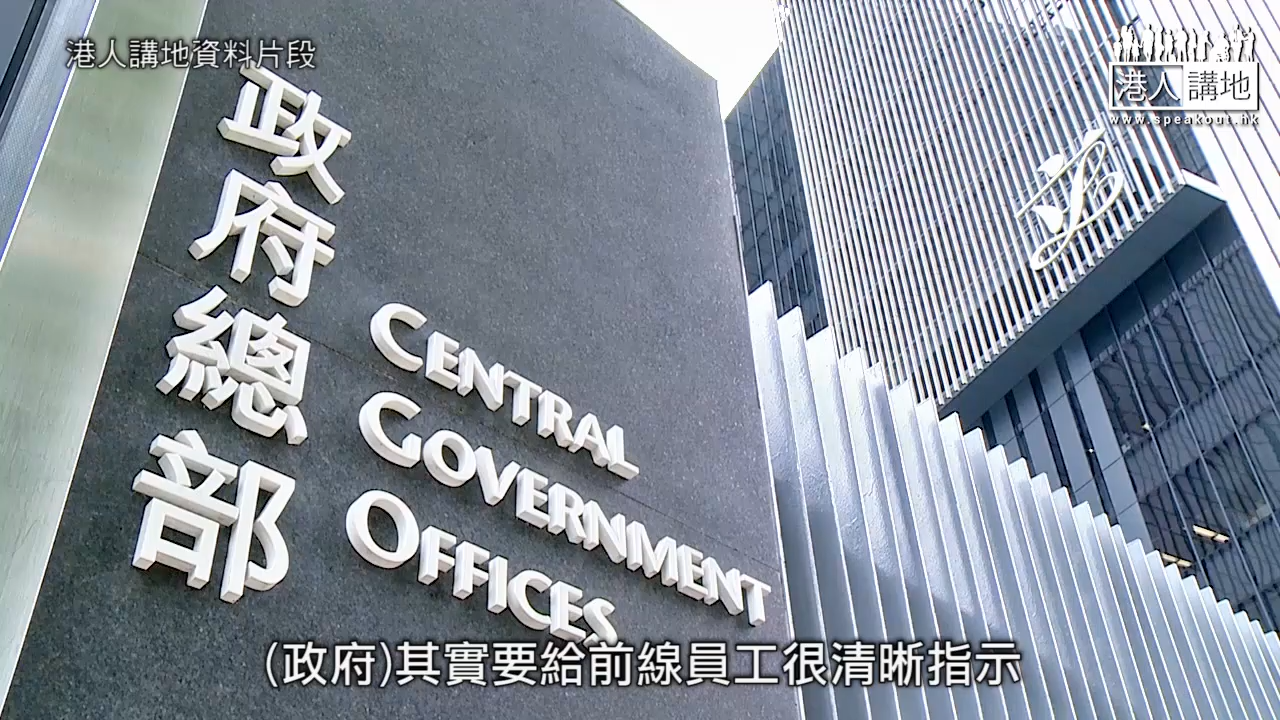 港人講地資料片段
港人講地
www.speakout.hk
政府總部
CENTRAL
GOVERNMENT
OFFICES
(政府)其實要給前線員工很清晰指示